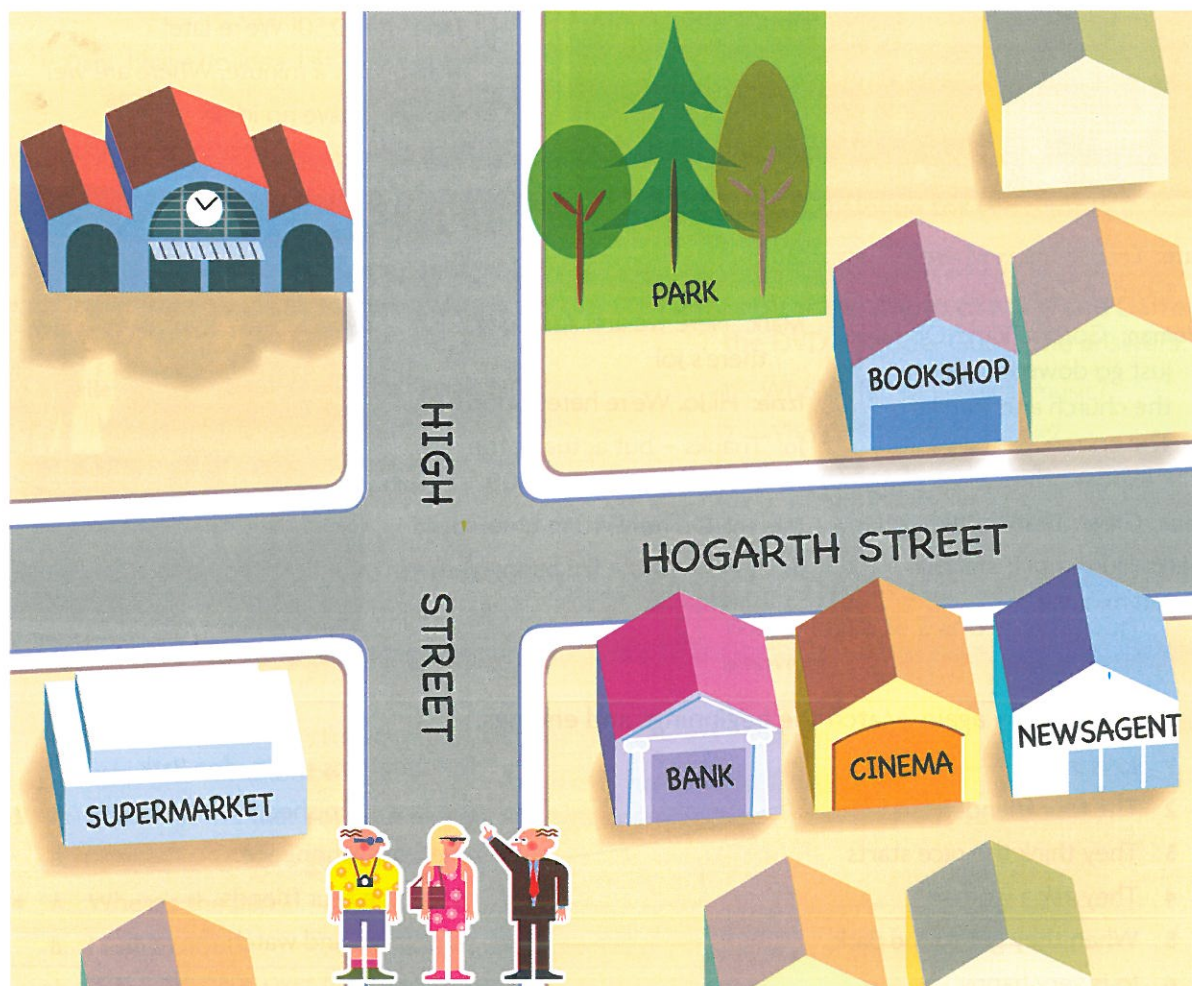 PARK
BOOKSHOP
HIGH STREET
HOGARTH STREET
SUPERMARKET
BANK
CINEMA
NEWSAGENT